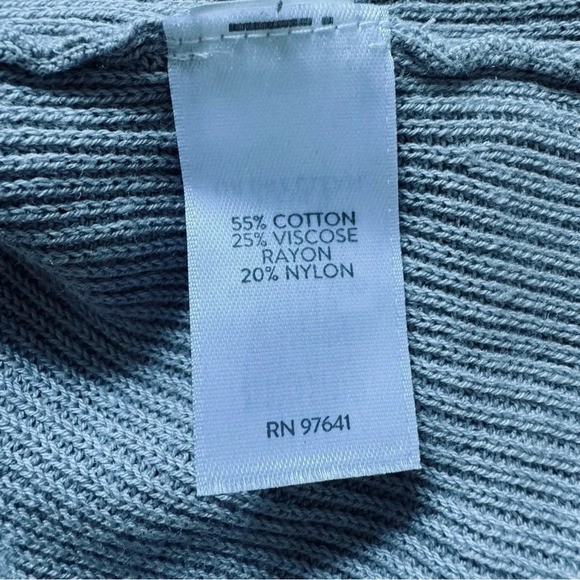 55% COTTON
25% VISCOSE
RAYON
20% NYLON
RN 97641